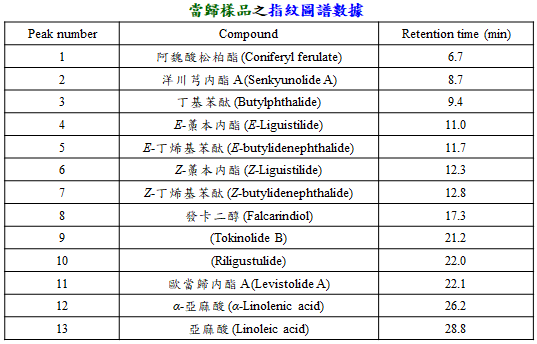 當歸樣品之指紋圖譜數據
Peak number Compound Retention time (min)
1 阿魏酸松柏酯(Coniferyl ferulate) 6.7
2 洋川芎內酯 A(Senkyunolide A) 8.7
3 丁基苯酞(Butylphthalide) 9.4
4 E-藁本內酯(E-Liguistilide) 11.0
5 E-丁烯基苯酞(E-butylidenephthalide) 11.7
6 Z-藁本內酯(Z-Liguistilide) 12.3
7 Z-丁烯基苯酞(Z-butylidenephthalide) 12.8
8 發卡二醇(Falcarindiol) 17.3
9 (Tokinolide B) 21.2
10 (Riligustulide) 22.0
11 歐當歸內酯 A(Levistolide A) 22.1
12 α-亞麻酸(α-Linolenic acid) 26.2
13 亞麻酸(Linoleic acid) 28.8